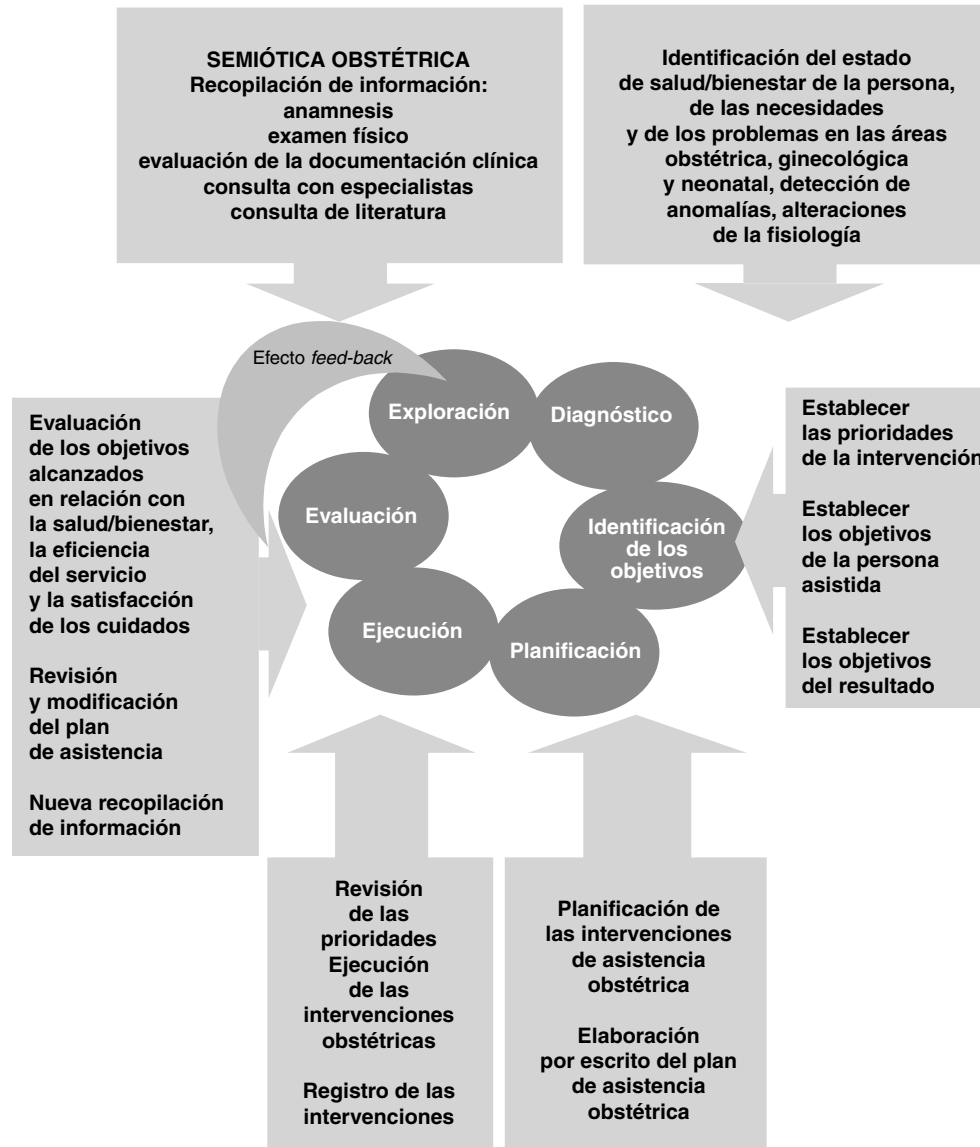 SEMIÓTICA OBSTÉTRICA
Recopilación de información:
anamnesis
examen físico
evaluación de la documentación clínica
consulta con especialistas
consulta de literatura
Identificación del estado
de salud/bienestar de la persona,
de las necesidades
y de los problemas en las áreas
obstétrica, ginecológica
y neonatal, detección de
anomalías, alteraciones
de la fisiología
Efecto feed-back
Exploración
Diagnóstico
Evaluación
Identificación
de los
objetivos
Ejecución
Planificación
Evaluación
de los objetivos
alcanzados
en relación con
la salud/bienestar,
la eficiencia
del servicio
y la satisfacción
de los cuidados
Revisión
y modificación
del plan
de asistencia
Nueva recopilación
de información
Establecer
las prioridades
de la intervención
Establecer
los objetivos
de la persona
asistida
Establecer
los objetivos
del resultado
Revisión
de las
prioridades
Ejecución
de las
intervenciones
obstétricas
Registro de las
intervenciones
Planificación de
las intervenciones
de asistencia
obstétrica
Elaboración
por escrito del plan
de asistencia
obstétrica